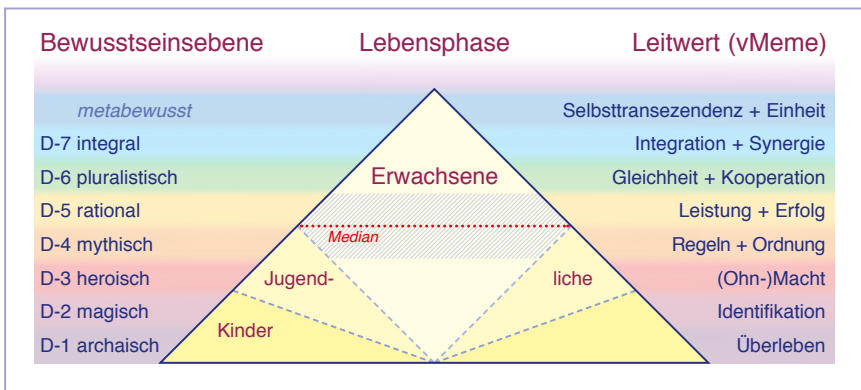 Bewusstseinsebene Lebensphase Leitwert (vMeme)
metabewusst Selbsttransezendenz + Einheit
D-7 integral Integration + Synergie
D-6 pluralistisch Erwachsene Gleichheit + Kooperation
D-5 rational Leistung + Erfolg
Median
D-4 mythisch Regeln + Ordnung
D-3 heroisch Jugend- liche (Ohn-)Macht
D-2 magisch Identifikation
Kinder
D-1 archaisch Überleben